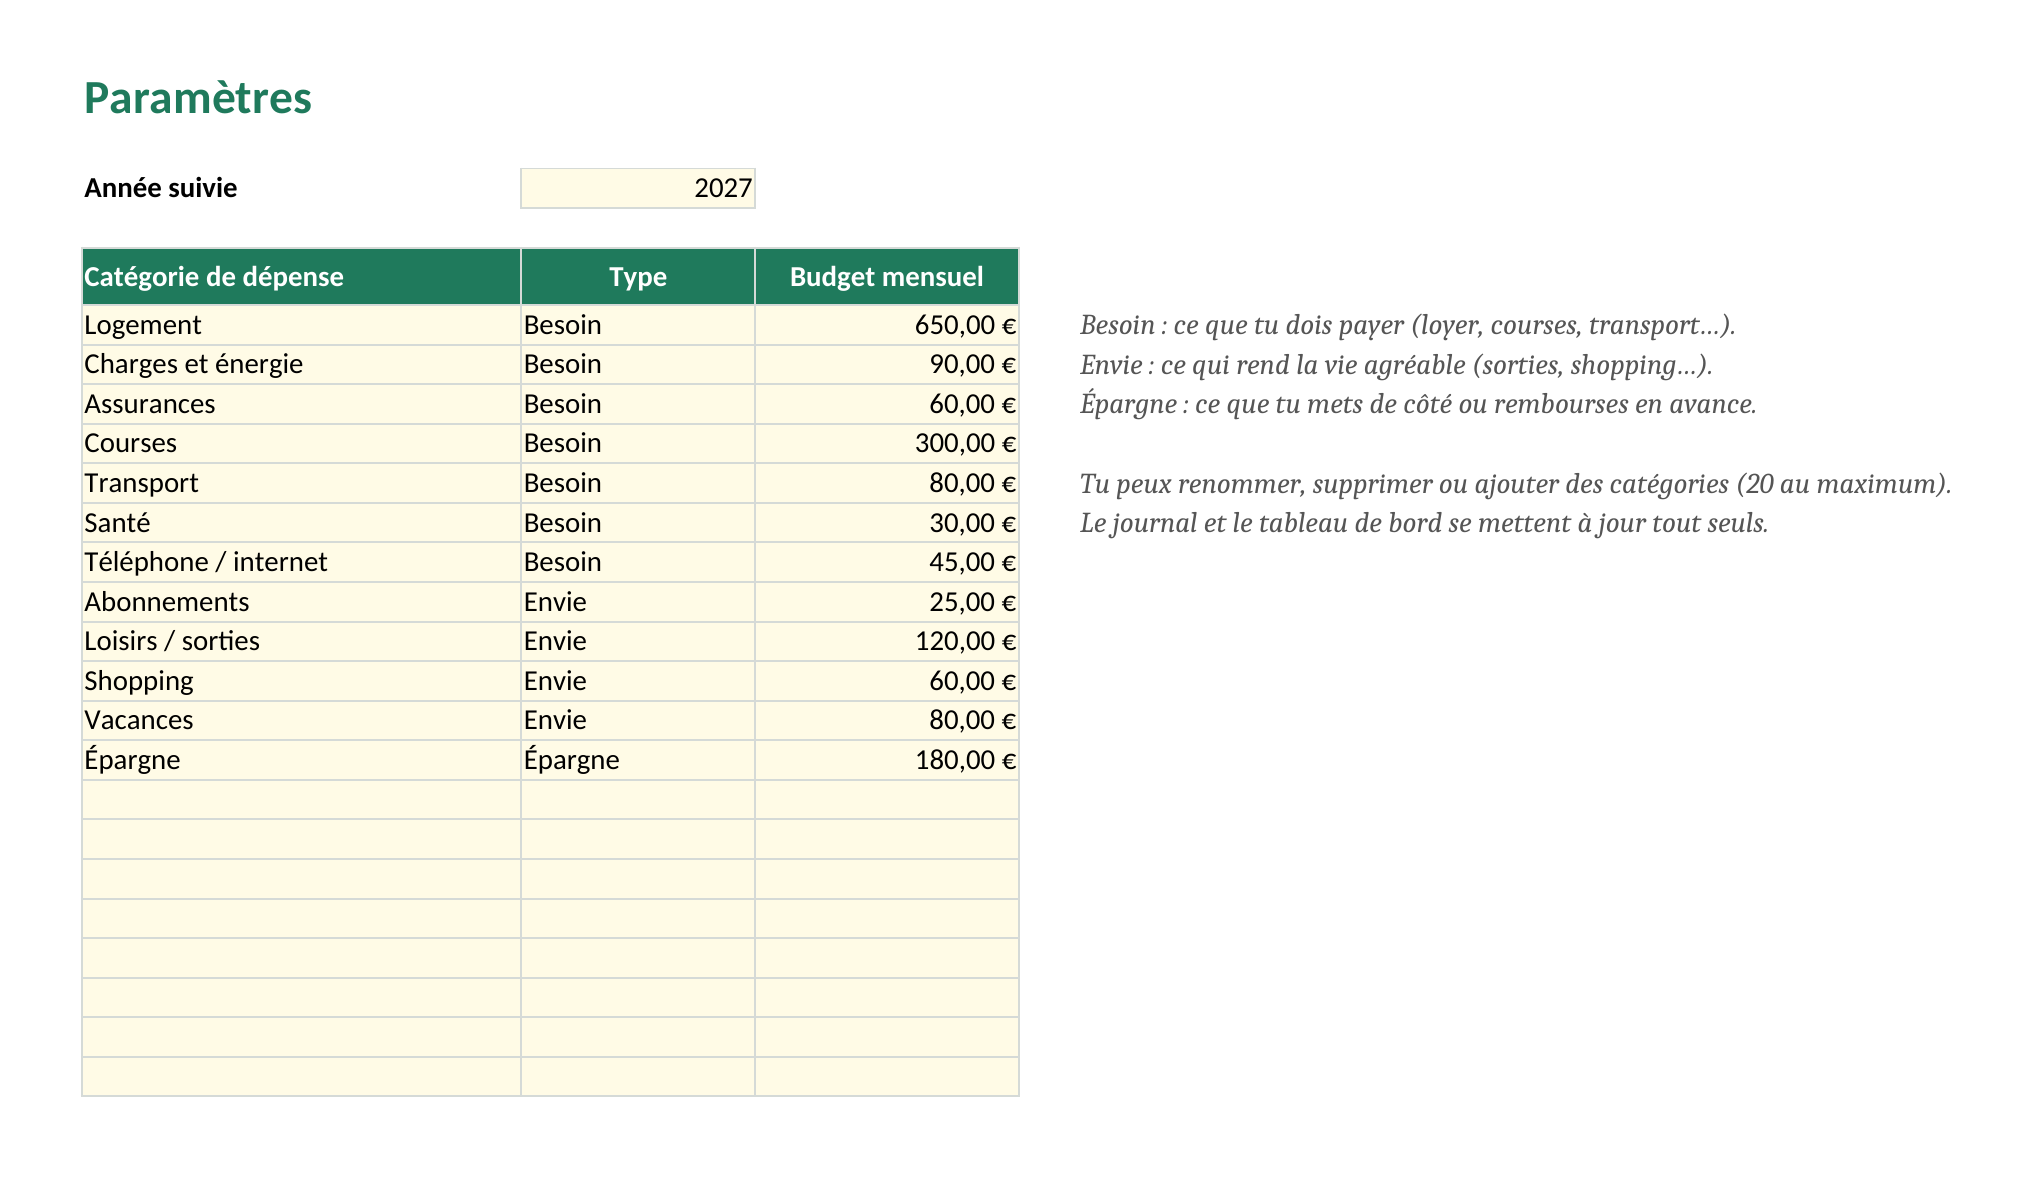 Paramètres
Année suivie 2027
Catégorie de dépense Type Budget mensuel
Logement Besoin 650,00 € Besoin : ce que tu dois payer (loyer, courses, transport…).
Charges et énergie Besoin 90,00 € Envie : ce qui rend la vie agréable (sorties, shopping…).
Assurances Besoin 60,00 € Épargne : ce que tu mets de côté ou rembourses en avance.
Courses Besoin 300,00 €
Transport Besoin 80,00 € Tu peux renommer, supprimer ou ajouter des catégories (20 au maximum).
Santé Besoin 30,00 € Le journal et le tableau de bord se mettent à jour tout seuls.
Téléphone / internet Besoin 45,00 €
Abonnements Envie 25,00 €
Loisirs / sorties Envie 120,00 €
Shopping Envie 60,00 €
Vacances Envie 80,00 €
Épargne Épargne 180,00 €